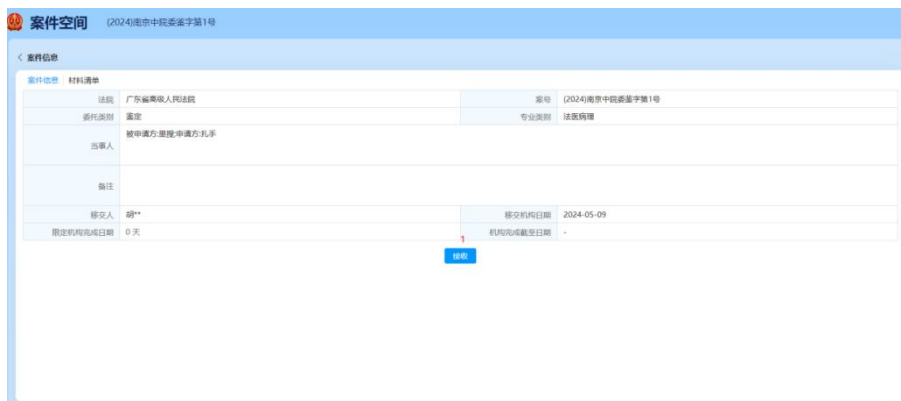 案件空间 (2024)南京中院委鉴字第1号
< 案件信息
案件信息 材料清单
法院 广东省高级人民法院 案号 (2024)南京中院委鉴字第1号
委托类别 鉴定 专业类别 法医病理
当事人 被申请方:里搜;申请方:扎手
备注
移交人 胡** 移交机构日期 2024-05-09
限定机构完成日期 0 天 机构完成截至日期 -
1
接收